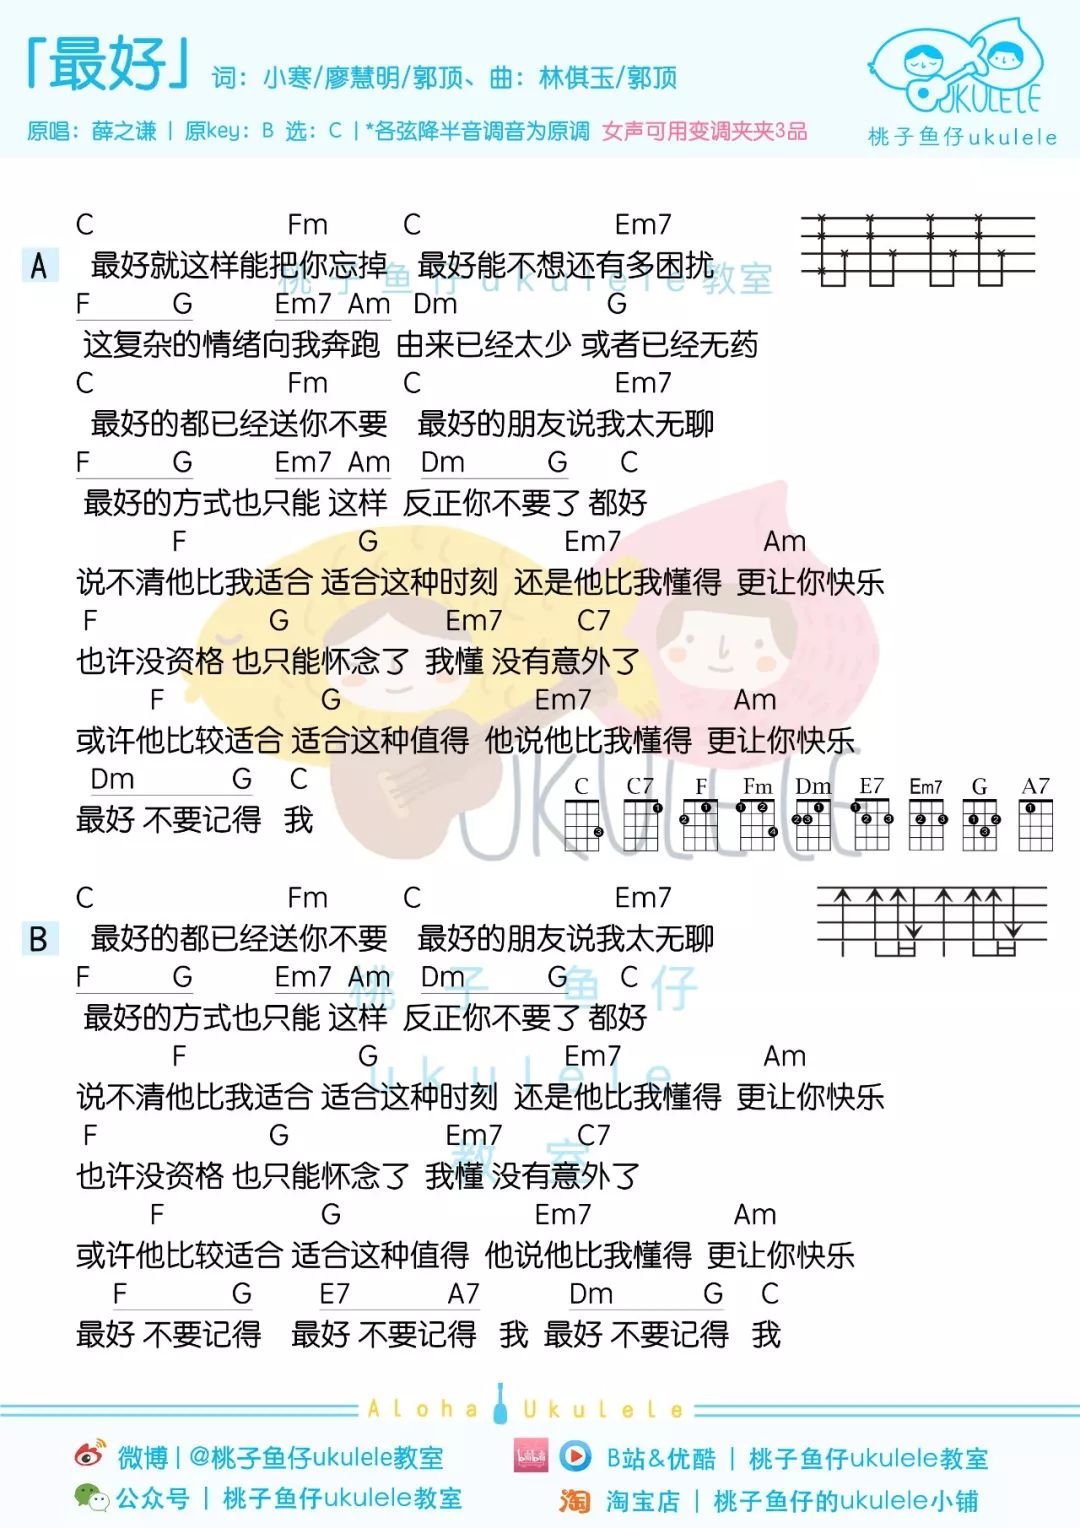 「最好」 词：小寒/廖慧明/郭顶、曲：林倛玉/郭顶
原唱：薛之谦 | 原key：B 选：C |*各弦降半音调音为原调 女声可用变调夹夹3品
UKULELE
桃子鱼仔ukulele
C Fm C Em7
A 最好就这样能把你忘掉 最好能不想还有多困扰
桃子鱼仔ukulele教室
F G Em7 Am Dm G
这复杂的情绪向我奔跑 由来已经太少 或者已经无药
C Fm C Em7
最好的都已经送你不要 最好的朋友说我太无聊
F G Em7 Am Dm G C
最好的方式也只能 这样 反正你不要了 都好
F G Em7 Am
说不清他比我适合 适合这种时刻 还是他比我懂得 更让你快乐
F G Em7 C7
也许没资格 也只能怀念了 我懂 没有意外了
F G Em7 Am
或许他比较适合 适合这种值得 他说他比我懂得 更让你快乐
Dm G C
最好 不要记得 我
UKULELE
C C7 F Fm Dm E7 Em7 G A7
C Fm C Em7
B 最好的都已经送你不要 最好的朋友说我太无聊
F G Em7 Am Dm G C
桃子鱼仔
最好的方式也只能 这样 反正你不要了 都好
F G Em7 Am
ukulele
说不清他比我适合 适合这种时刻 还是他比我懂得 更让你快乐
F G Em7 C7
教室
也许没资格 也只能怀念了 我懂 没有意外了
F G Em7 Am
或许他比较适合 适合这种值得 他说他比我懂得 更让你快乐
F G E7 A7 Dm G C
最好 不要记得 最好 不要记得 我 最好 不要记得 我
Aloha Ukulele
微博 | @桃子鱼仔ukulele教室
bilibili B站&优酷 | 桃子鱼仔ukulele教室
公众号 | 桃子鱼仔ukulele教室
淘 淘宝店 | 桃子鱼仔的ukulele小铺